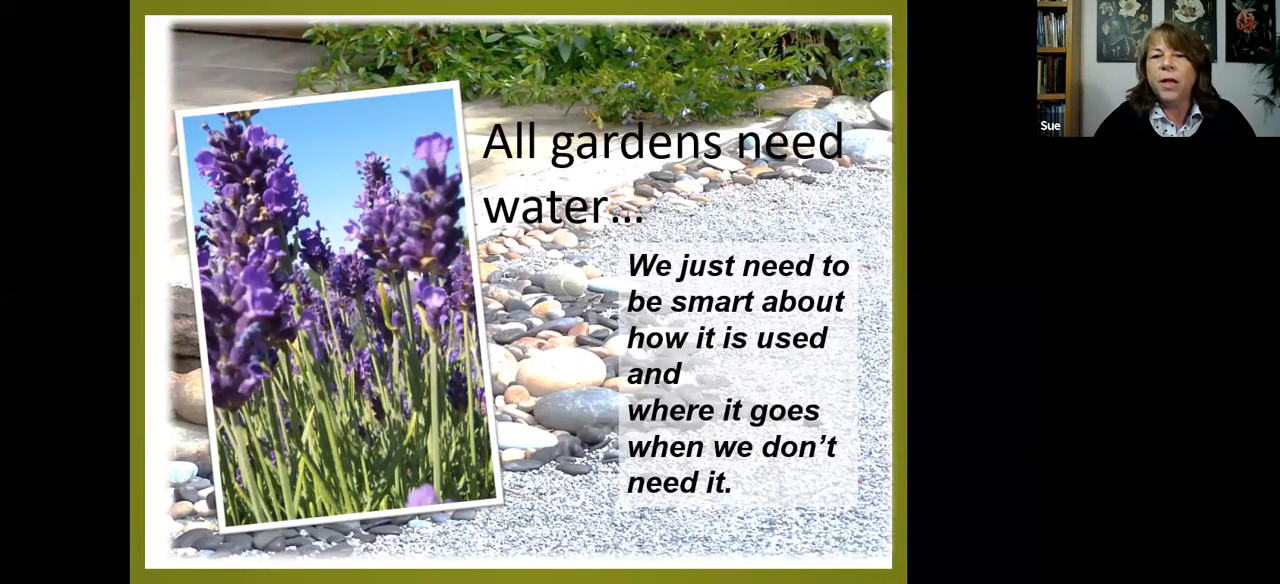 All gardens need
water...
We just need to
be smart about
how it is used
and
where it goes
when we don’t
need it.
Sue